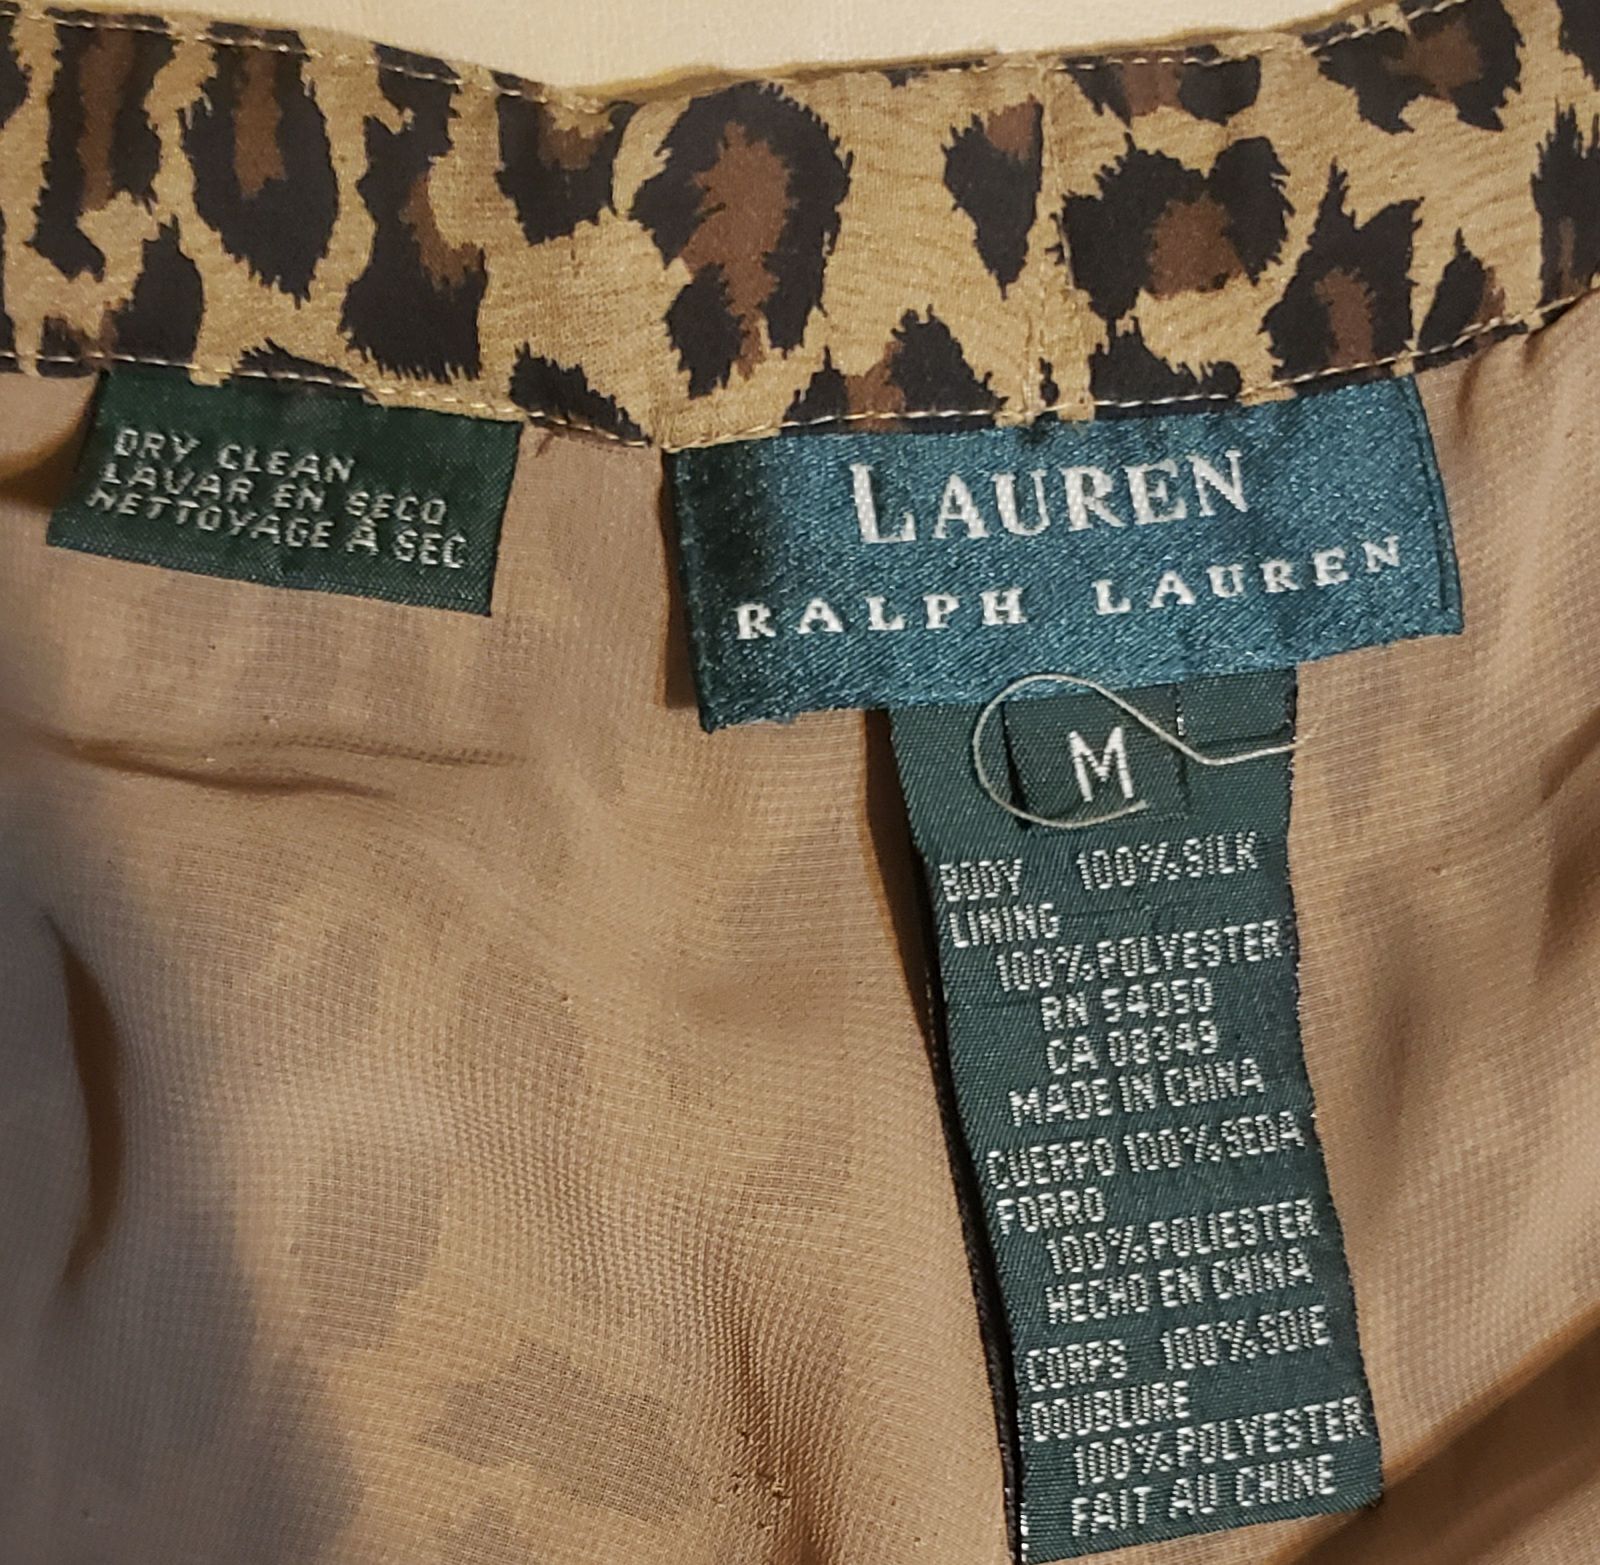 DRY CLEAN
LAVAR EN SECO
NETTOYAGE À SEC
LAUREN
RALPH LAUREN
M
BODY 100% SILK
LINING
100% POLYESTER
RN 54050
CA 08349
MADE IN CHINA
CUERPO 100% SEDA
FORRO
100% POLIESTER
HECHO EN CHINA
CORPS 100% SOIE
DOUBLURE
100% POLYESTER
FAIT AU CHINE